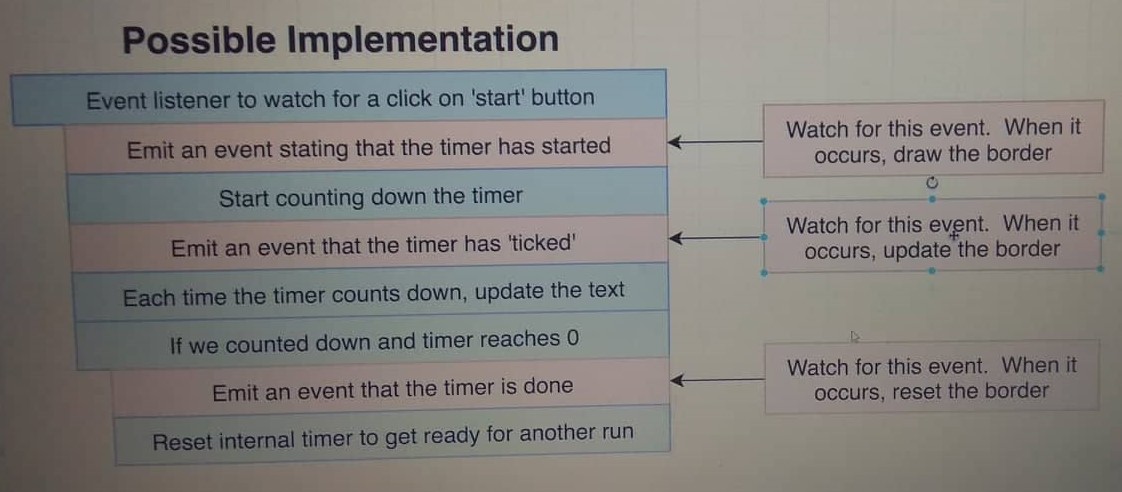 Possible Implementation
Event listener to watch for a click on 'start' button
Emit an event stating that the timer has started
Start counting down the timer
Emit an event that the timer has 'ticked'
Each time the timer counts down, update the text
If we counted down and timer reaches 0
Emit an event that the timer is done
Reset internal timer to get ready for another run
Watch for this event.  When it
occurs, draw the border
Watch for this event.  When it
occurs, update the border
Watch for this event.  When it
occurs, reset the border